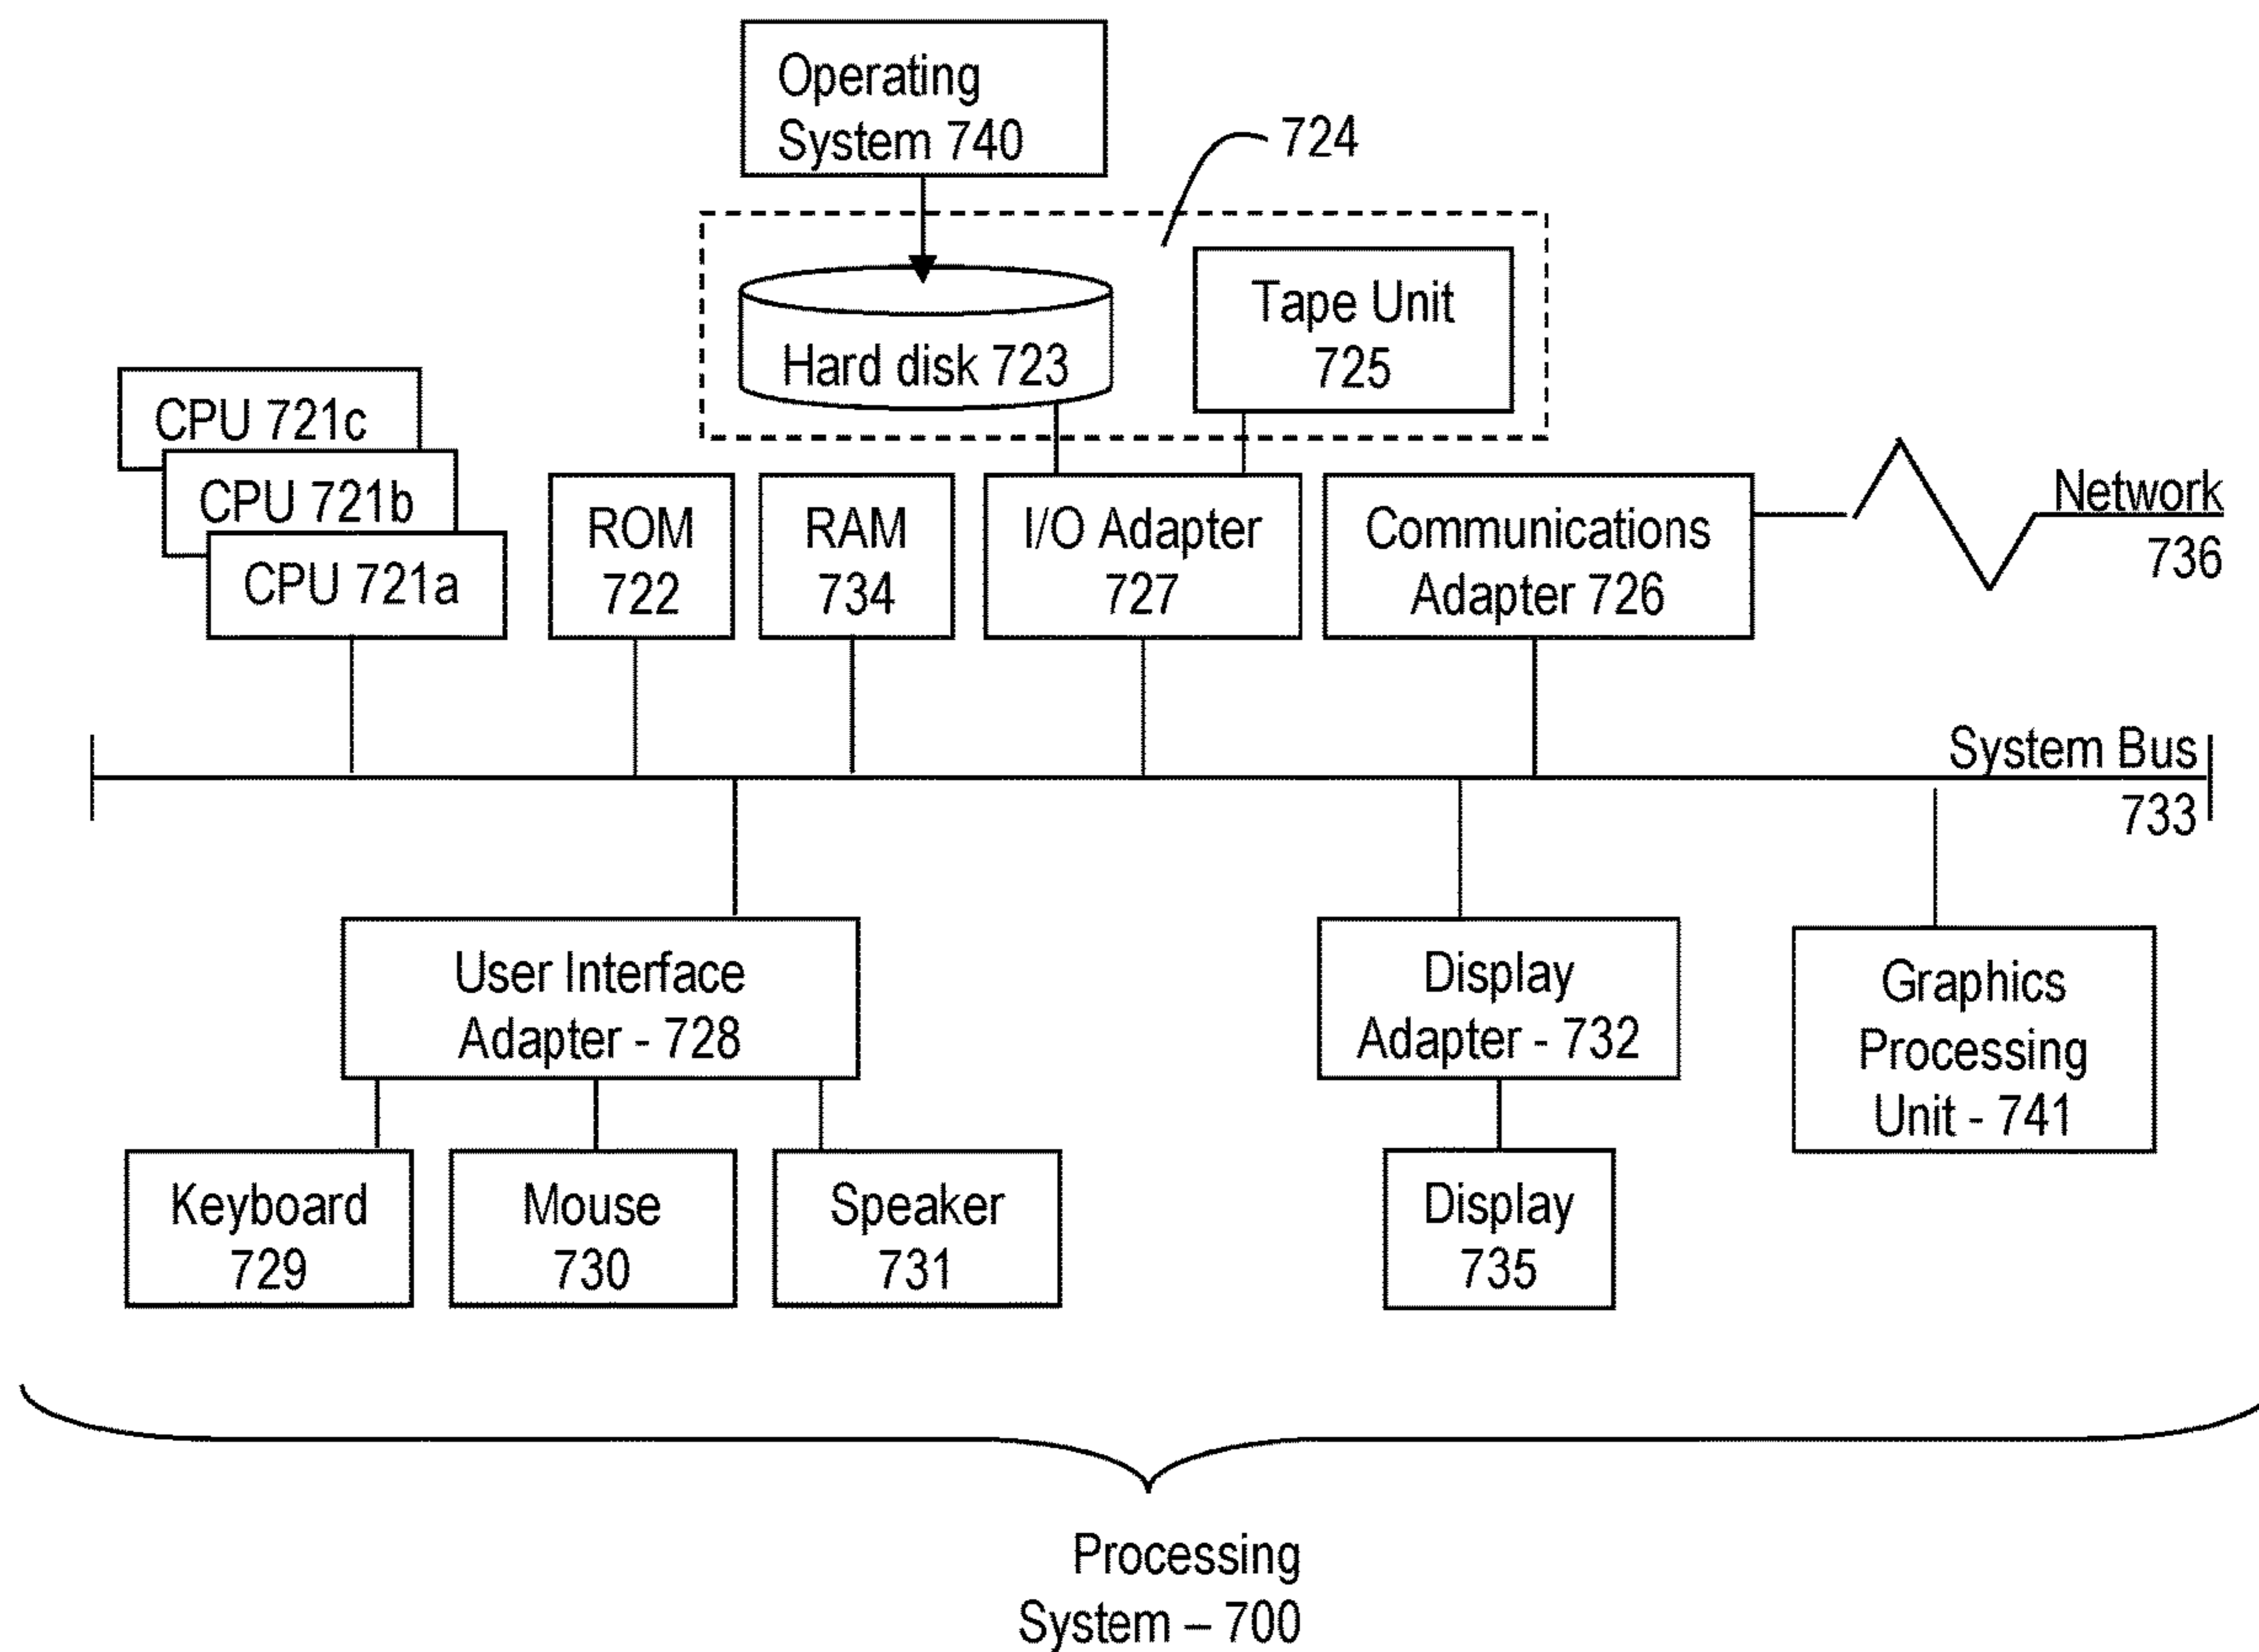 Operating
System 740
724
Hard disk 723
Tape Unit
725
CPU 721c
CPU 721b
CPU 721a
ROM
722
RAM
734
I/O Adapter
727
Communications
Adapter 726
Network
736
System Bus
733
User Interface
Adapter - 728
Display
Adapter - 732
Graphics
Processing
Unit - 741
Keyboard
729
Mouse
730
Speaker
731
Display
735
Processing
System – 700